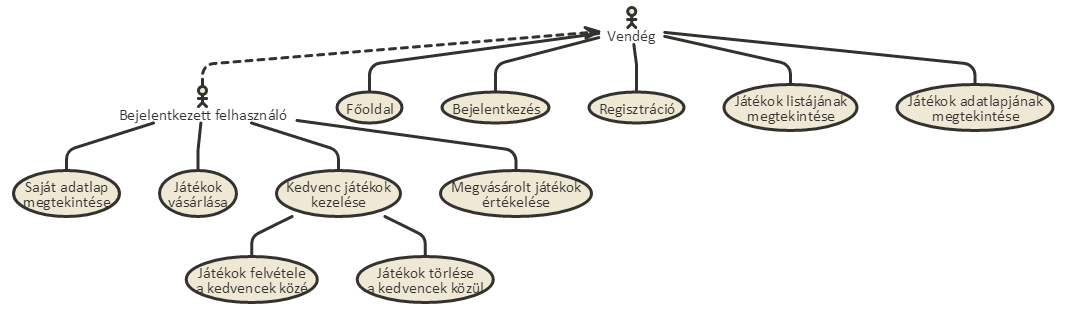 Vendég
Főoldal
Bejelentkezés
Regisztráció
Játékok listájának
megtekintése
Játékok adatlapjának
megtekintése
Bejelentkezett felhasználó
Saját adatlap
megtekintése
Játékok
vásárlása
Kedvenc játékok
kezelése
Megvásárolt játékok
értékelése
Játékok felvétele
a kedvencek közé
Játékok törlése
a kedvencek közül